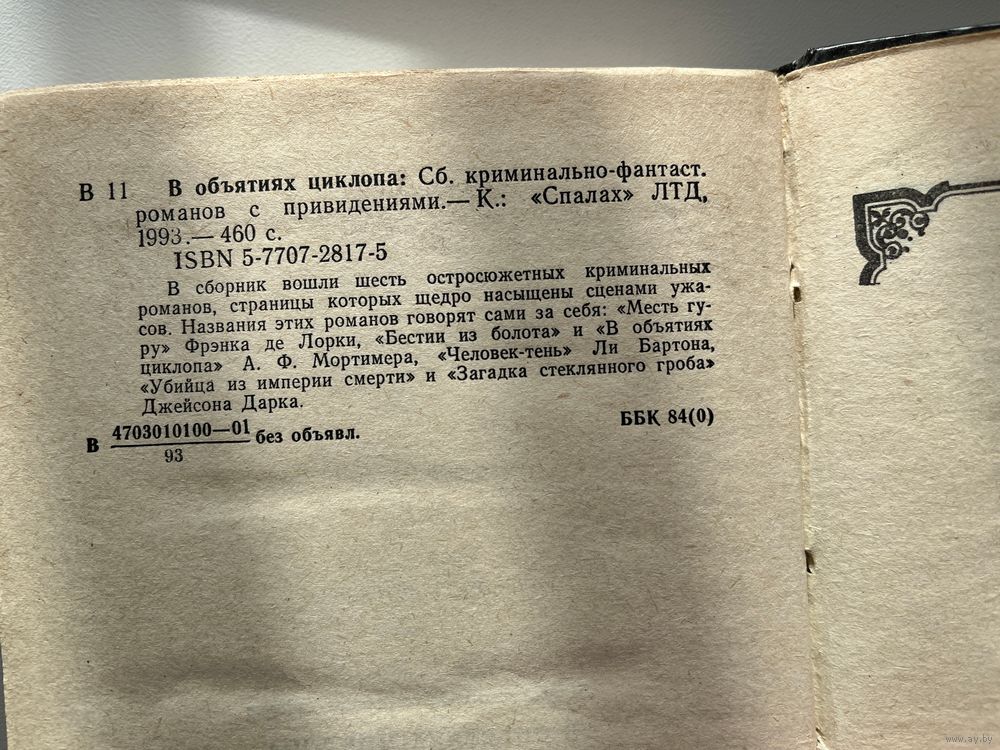 В 11 В объятиях циклопа: Сб. криминально-фантаст.
романов с привидениями.— К.: «Спалах» ЛТД,
1993.— 460 с.
ISBN 5-7707-2817-5
В сборник вошли шесть остросюжетных криминальных
романов, страницы которых щедро насыщены сценами ужа-
сов. Названия этих романов говорят сами за себя: «Месть гу-
ру» Фрэнка де Лорки, «Бестии из болота» и «В объятиях
циклопа» А. Ф. Мортимера, «Человек-тень» Ли Бартона,
«Убийца из империи смерти» и «Загадка стеклянного гроба»
Джейсона Дарка.
В 4703010100—01 без объявл.
93
ББК 84(0)
www.ay.by